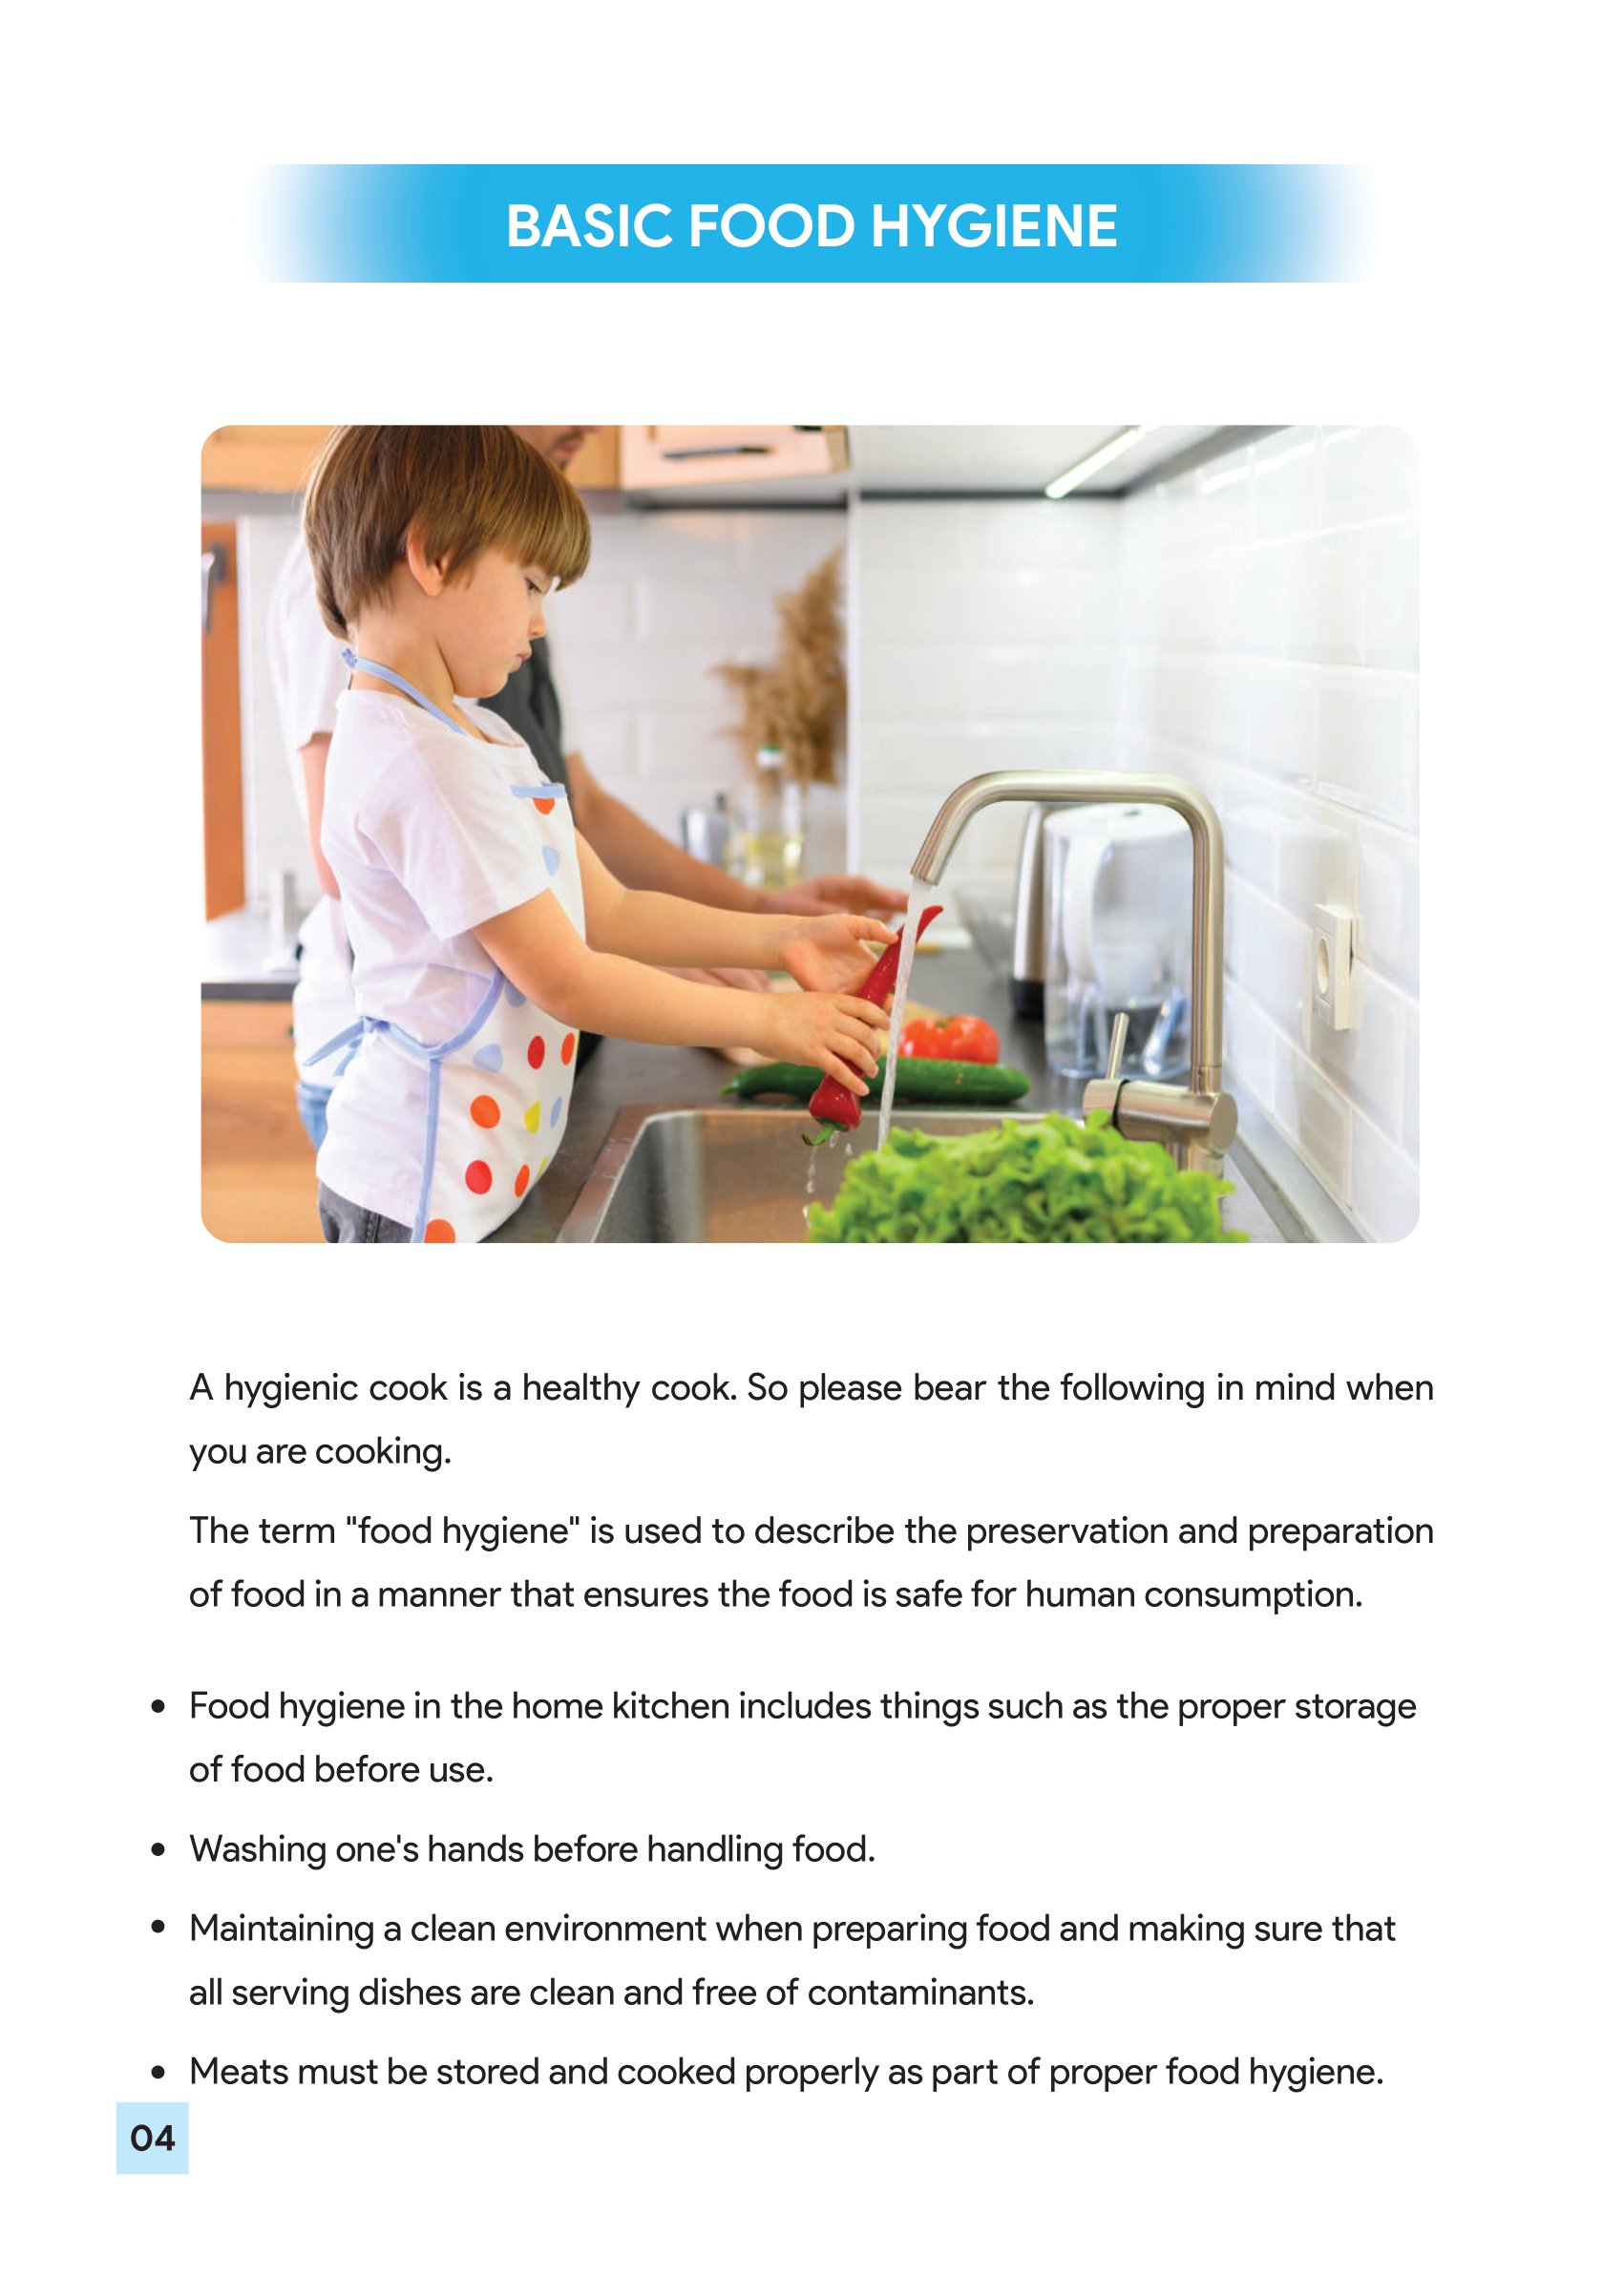 BASIC FOOD HYGIENE
A hygienic cook is a healthy cook. So please bear the following in mind when
you are cooking.
The term "food hygiene" is used to describe the preservation and preparation
of food in a manner that ensures the food is safe for human consumption.
• Food hygiene in the home kitchen includes things such as the proper storage
of food before use.
• Washing one's hands before handling food.
• Maintaining a clean environment when preparing food and making sure that
all serving dishes are clean and free of contaminants.
• Meats must be stored and cooked properly as part of proper food hygiene.
04